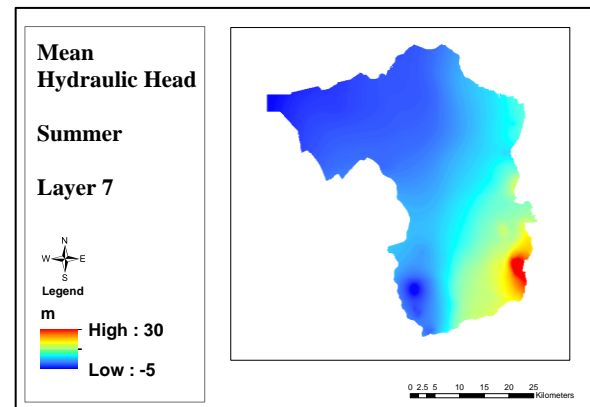 Mean
Hydraulic Head
Summer
Layer 7
N
W E
S
Legend
m
High : 30
Low : -5
0 2.5 5 10 15 20 25
Kilometers